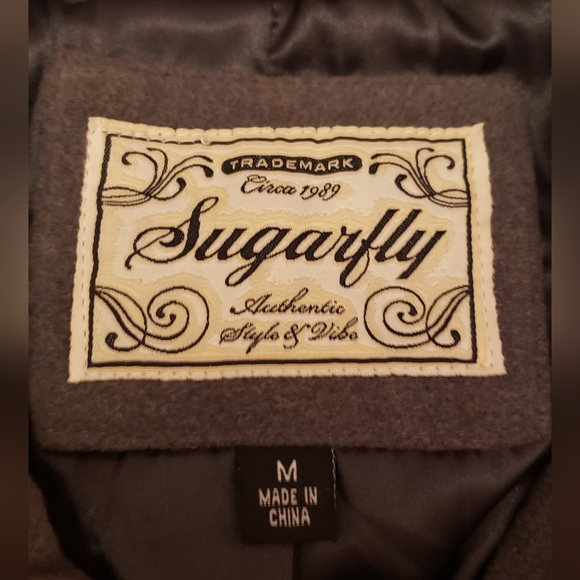 TRADEMARK
Circa 1989
Sugarfly
Authentic
Style & Vibe
M
MADE IN
CHINA